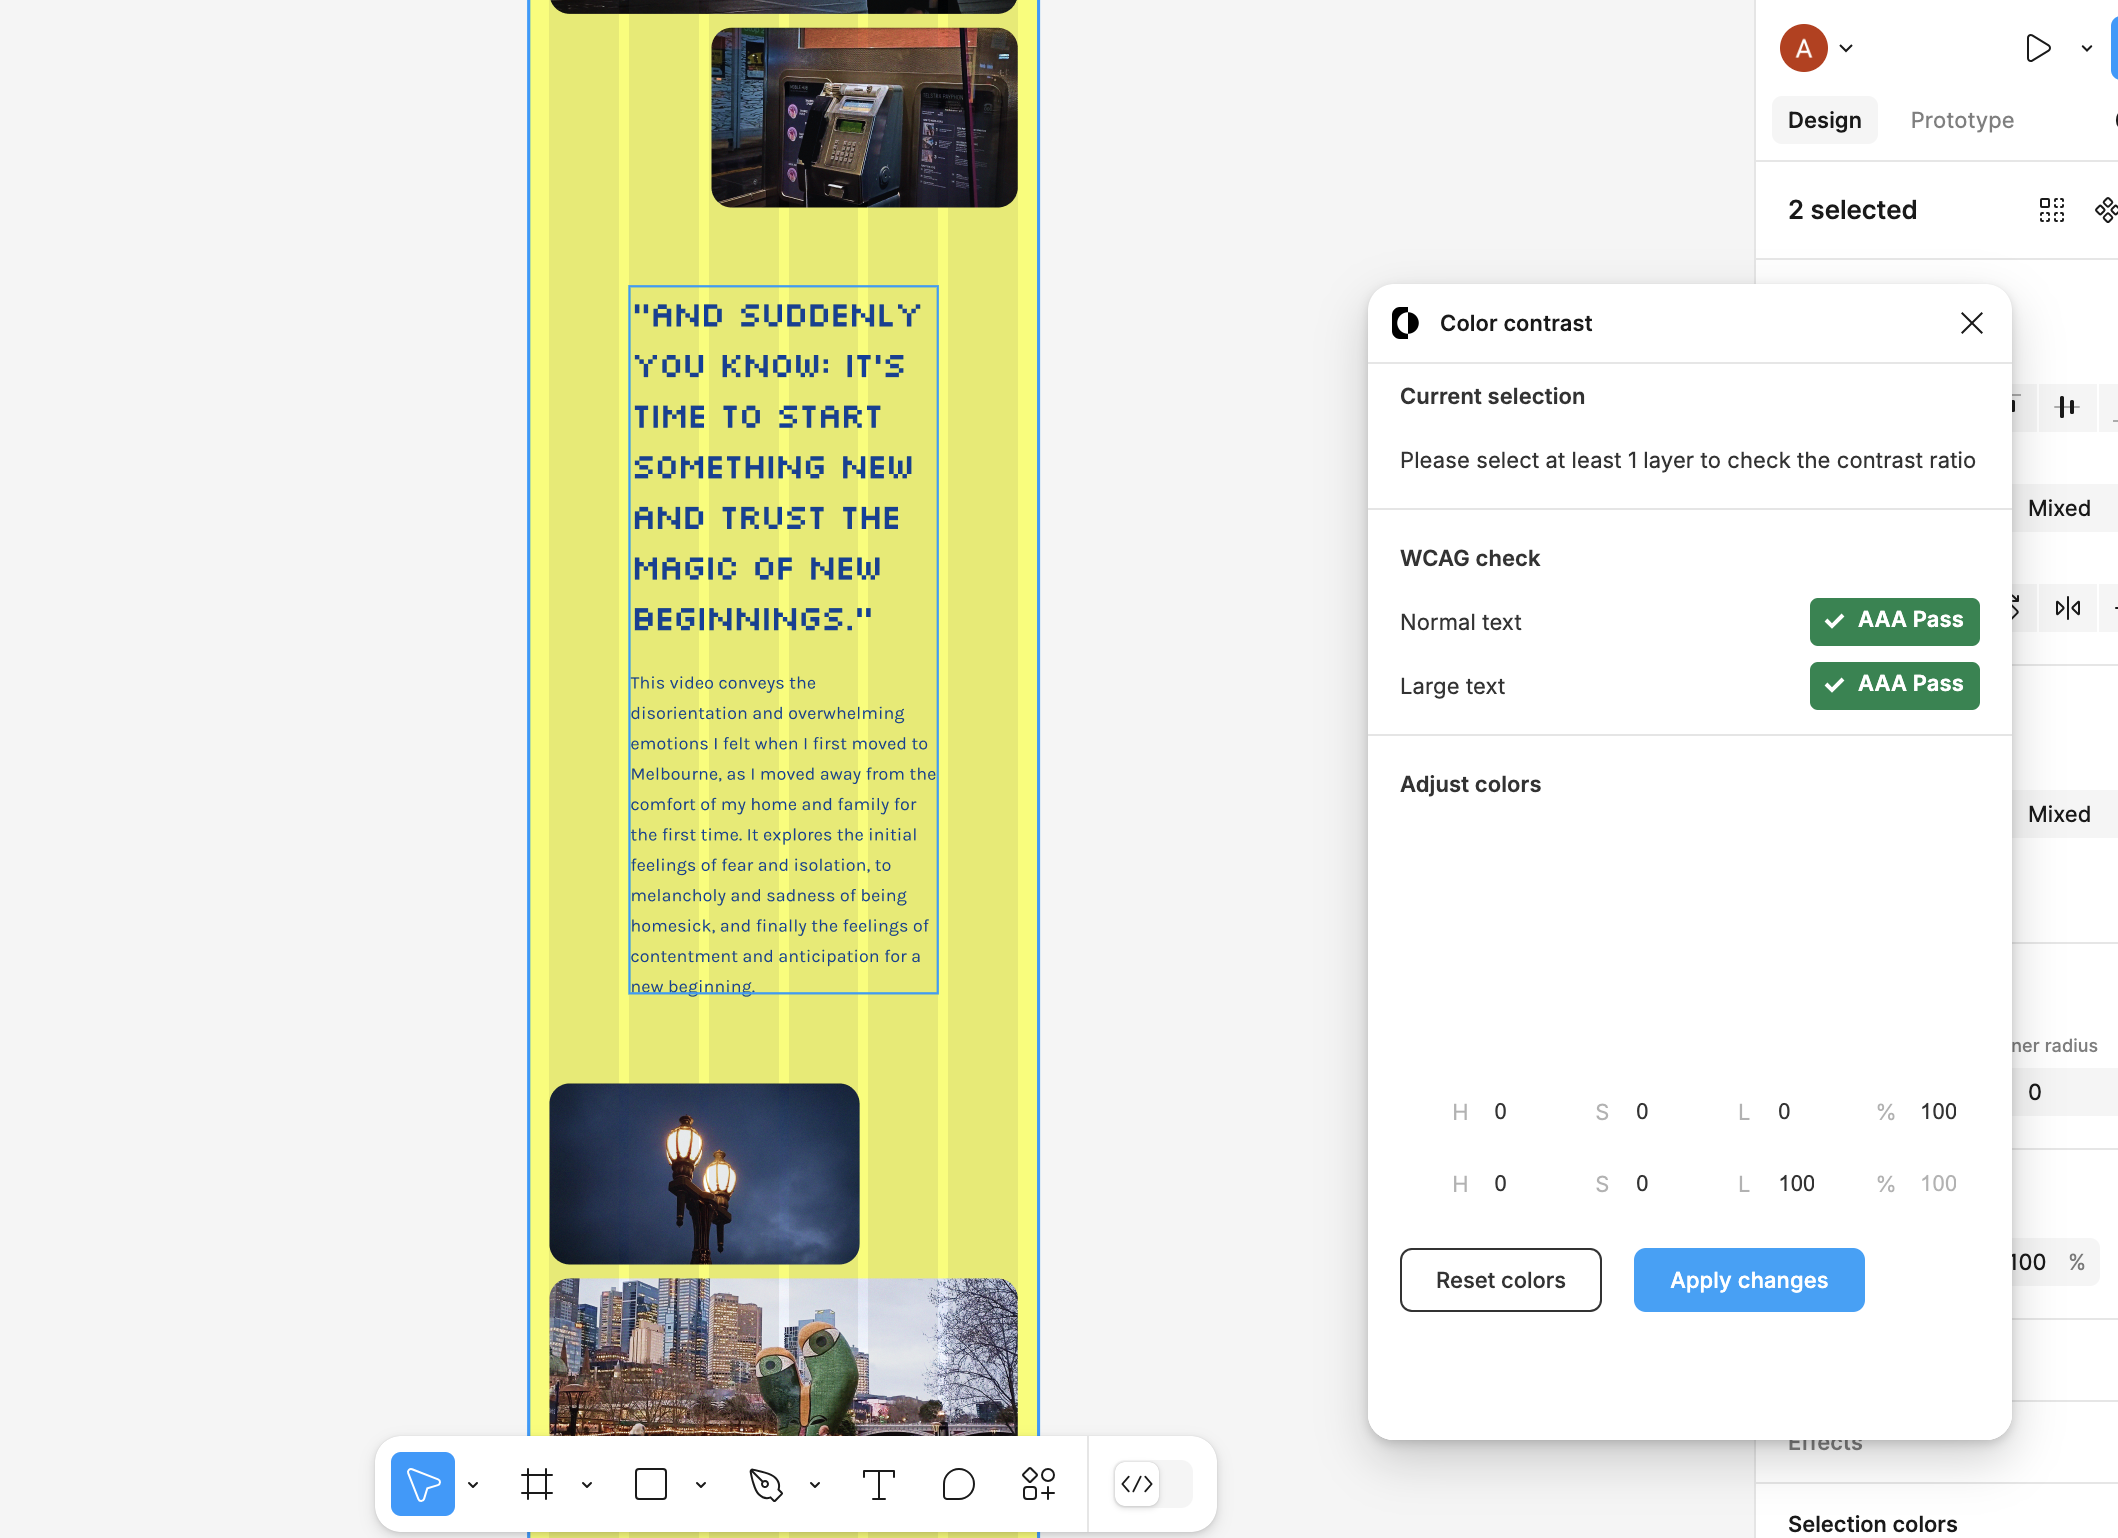 A
Design
Prototype
2 selected
"AND SUDDENLY
YOU KNOW: IT'S
TIME TO START
SOMETHING NEW
AND TRUST THE
MAGIC OF NEW
BEGINNINGS."
This video conveys the
disorientation and overwhelming
emotions I felt when I first moved to
Melbourne, as I moved away from the
comfort of my home and family for
the first time. It explores the initial
feelings of fear and isolation, to
melancholy and sadness of being
homesick, and finally the feelings of
contentment and anticipation for a
new beginning.
Color contrast
Current selection
Please select at least 1 layer to check the contrast ratio
WCAG check
Normal text
AAA Pass
Large text
AAA Pass
Adjust colors
H 0 S 0 L 0 % 100
H 0 S 0 L 100 % 100
Reset colors
Apply changes
Mixed
Mixed
ner radius
0
100 %
Effects
Selection colors